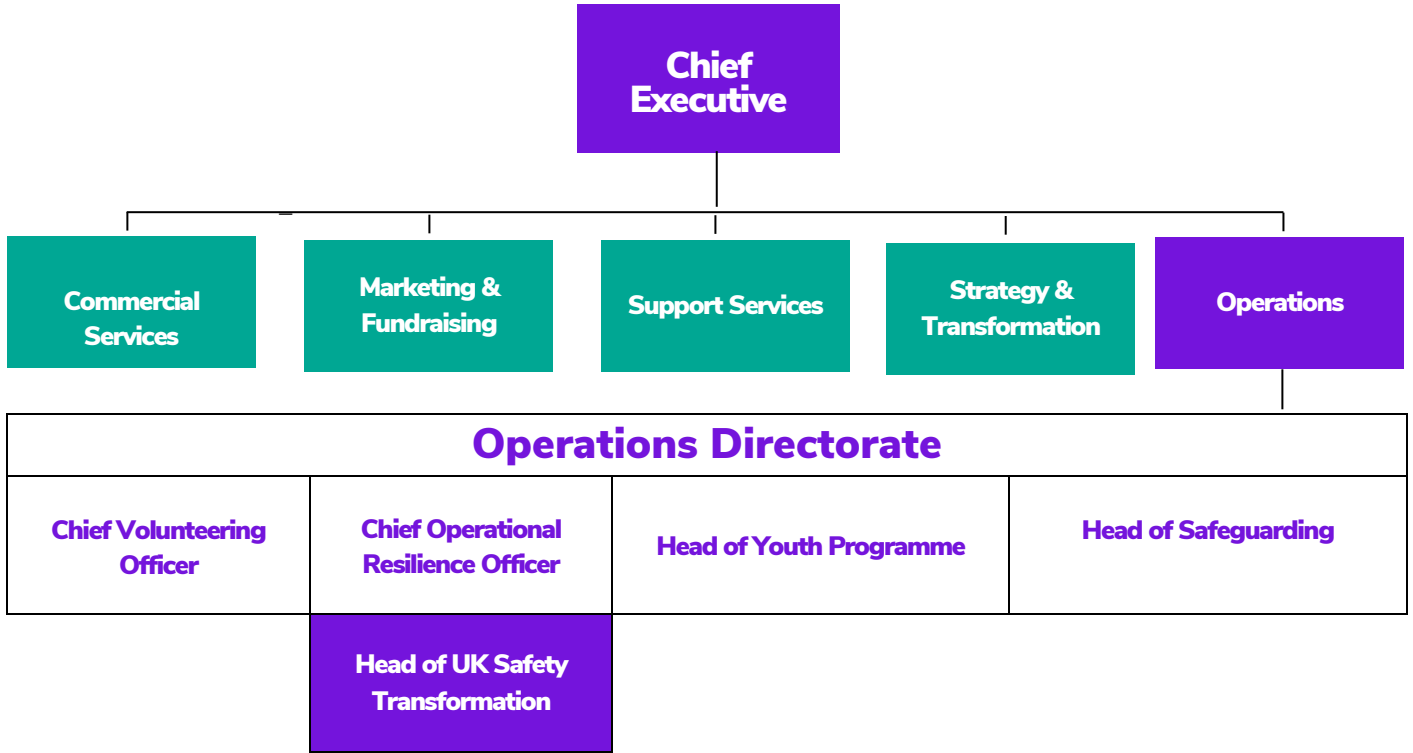 Chief
Executive
Commercial
Services
Marketing &
Fundraising
Support Services
Strategy &
Transformation
Operations
Operations Directorate
Chief Volunteering
Officer
Chief Operational
Resilience Officer
Head of Youth Programme
Head of Safeguarding
Head of UK Safety
Transformation